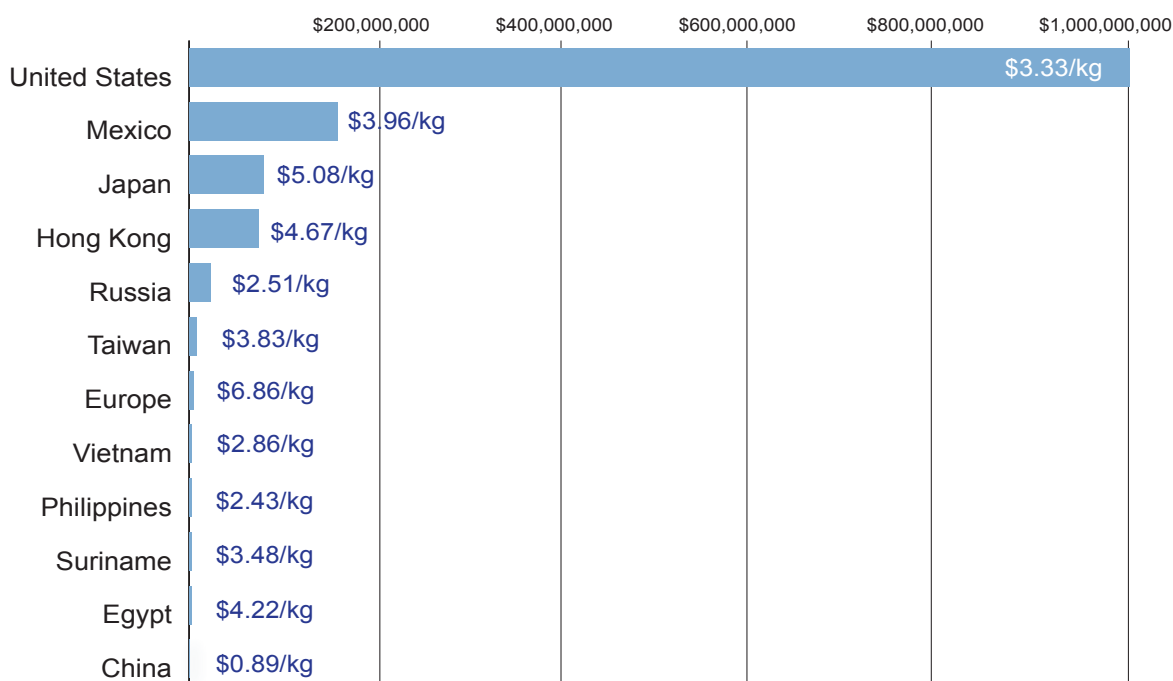 $200,000,000 $400,000,000 $600,000,000 $800,000,000 $1,000,000,000
United States $3.33/kg
Mexico $3.96/kg
Japan $5.08/kg
Hong Kong $4.67/kg
Russia $2.51/kg
Taiwan $3.83/kg
Europe $6.86/kg
Vietnam $2.86/kg
Philippines $2.43/kg
Suriname $3.48/kg
Egypt $4.22/kg
China $0.89/kg